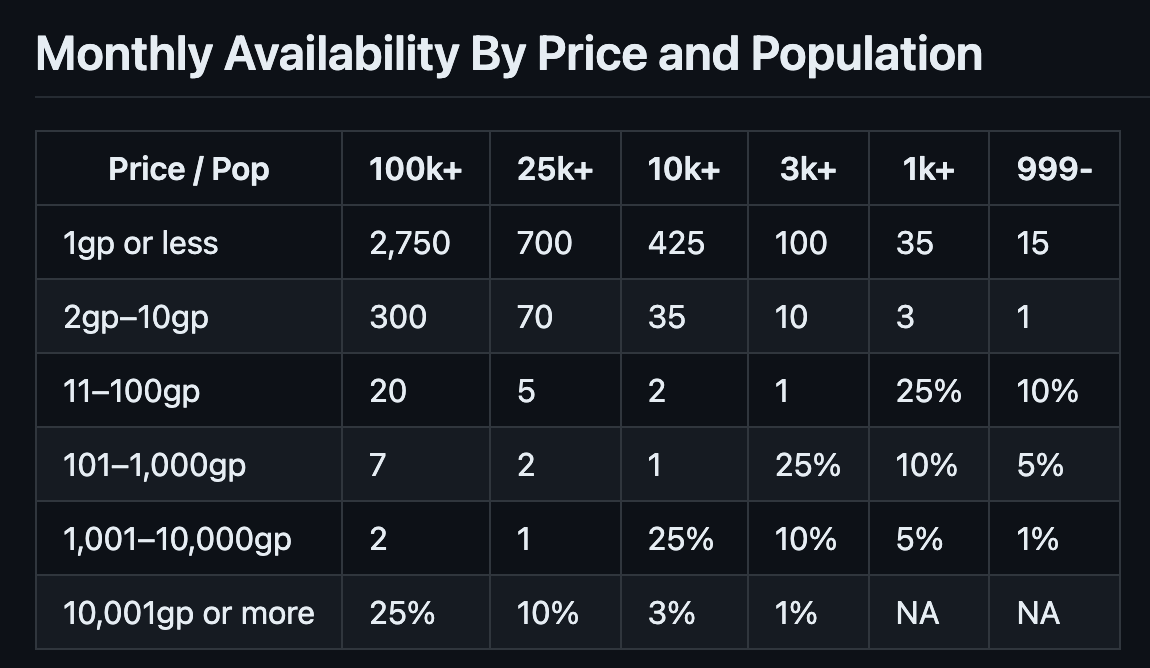 Monthly Availability By Price and Population
Price / Pop 100k+ 25k+ 10k+ 3k+ 1k+ 999-
1gp or less 2,750 700 425 100 35 15
2gp–10gp 300 70 35 10 3 1
11–100gp 20 5 2 1 25% 10%
101–1,000gp 7 2 1 25% 10% 5%
1,001–10,000gp 2 1 25% 10% 5% 1%
10,001gp or more 25% 10% 3% 1% NA NA